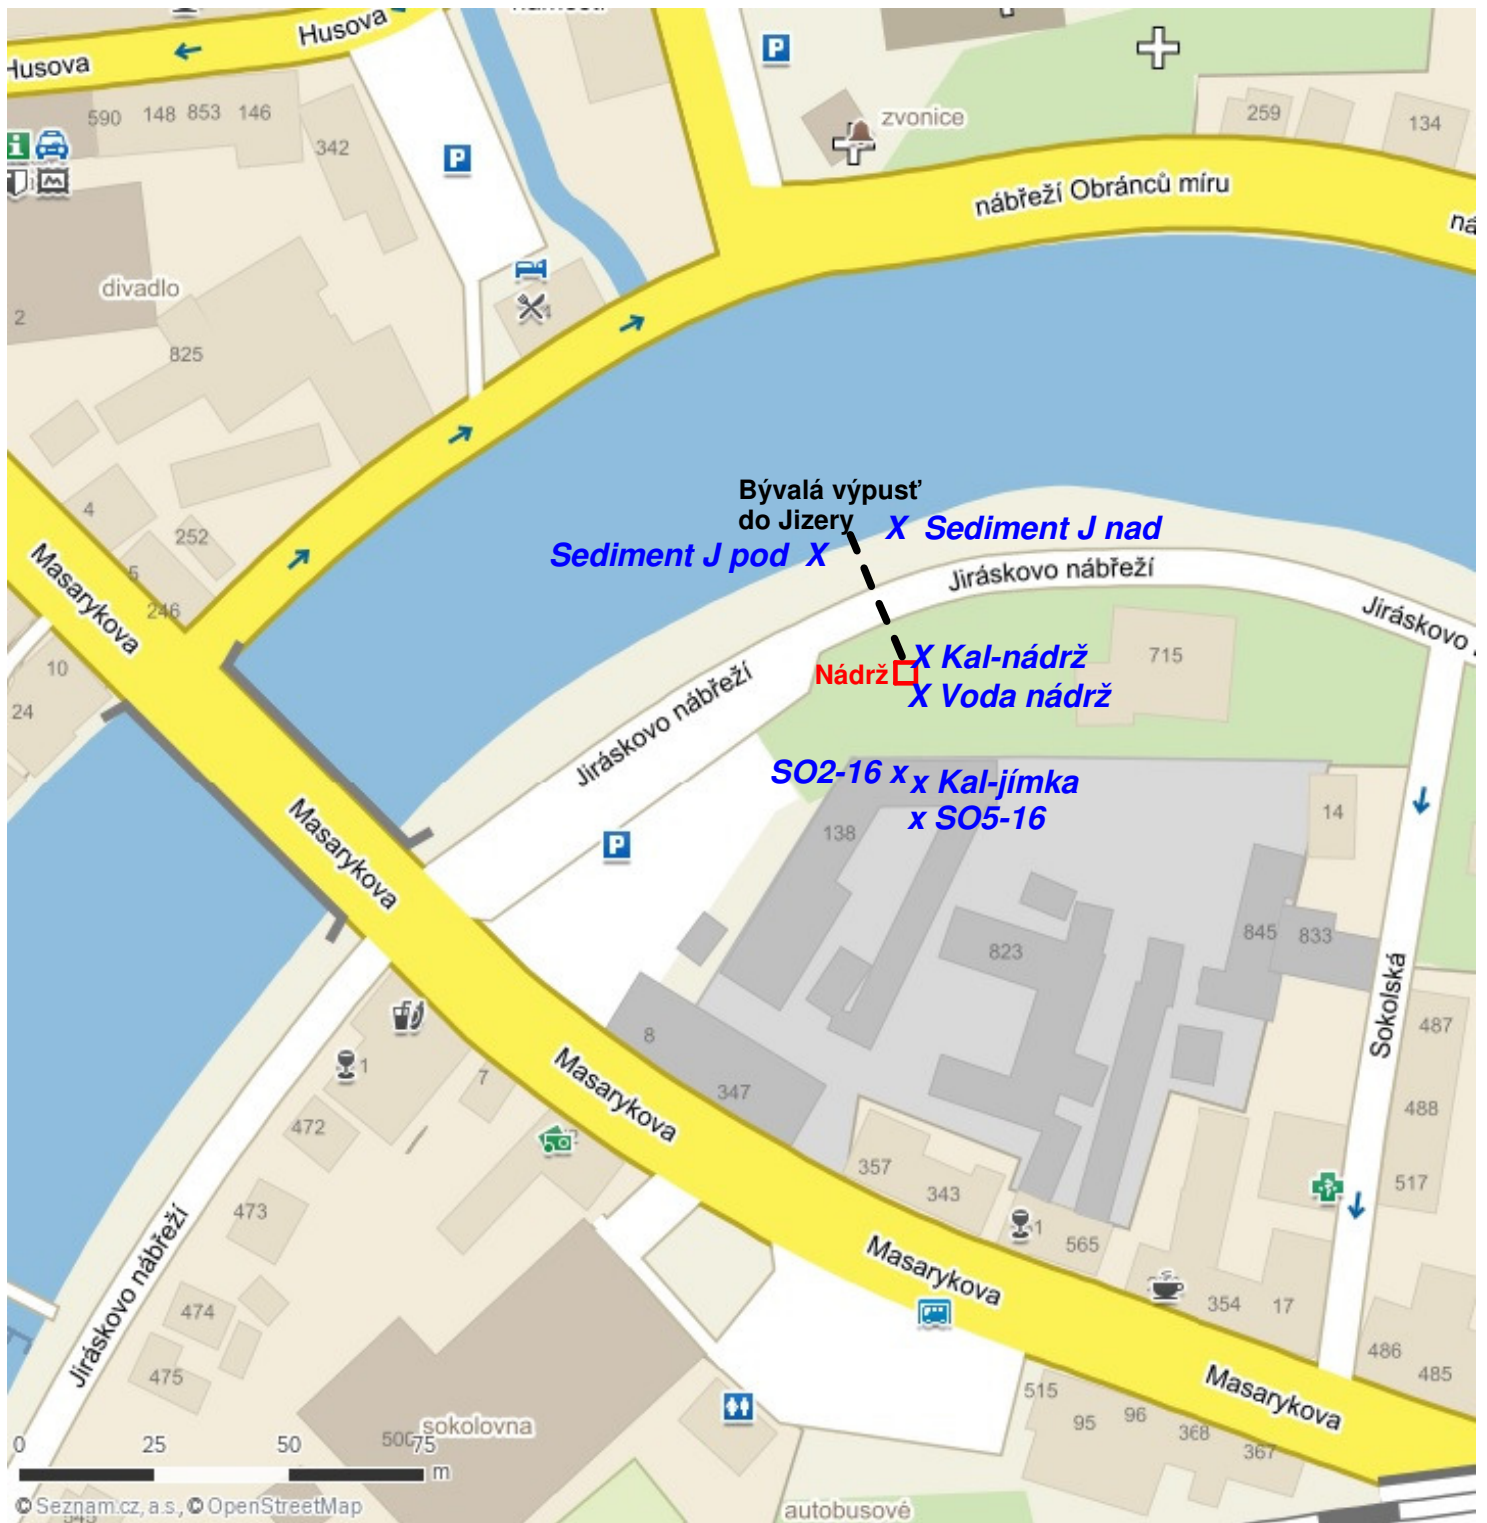 Husova
Husova
590
148
853
146
342
P
P
zvonice
259
134
nábřeží Obránců míru
divadlo
2
825
4
252
5
246
10
24
Masarykova
Bývalá výpusť
do Jizery
X Sediment J nad
Sediment J pod X
Jiráskovo nábřeží
Jiráskovo
X Kal-nádrž
Nádrž
X Voda nádrž
715
Jiráskovo nábřeží
SO2-16 x
x Kal-jímka
x SO5-16
138
14
P
Masarykova
823
845
833
Sokolská
8
347
487
488
517
1
7
472
473
474
475
Masarykova
357
343
1
565
Jiráskovo nábřeží
Masarykova
354
17
486
485
Masarykova
515
95
96
368
367
sokolovna
500
0 25 50 75
m
© Seznam.cz, a.s., © OpenStreetMap
autobusové